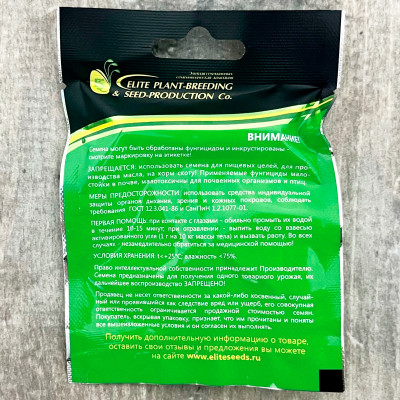 Элитная селекционно-
семеноводческая компания
ELITE PLANT-BREEDING
& SEED-PRODUCTION Co.
ВНИМАНИЕ!
Семена могут быть обработаны фунгицидом и инкрустированы
смотрите маркировку на этикетке!
ЗАПРЕЩАЕТСЯ: использовать семена для пищевых целей, для про-
изводства масла, на корм скоту! Применяемые фунгициды мало-
стойки в почве, малотоксичны для почвенных организмов и птиц.
МЕРЫ ПРЕДОСТОРОЖНОСТИ: использовать средства индивидуальной
защиты органов дыхания, зрения и кожных покровов, соблюдать
требования ГОСТ 12.3.041-86 и СанПиН 1.2.1077-01.
ПЕРВАЯ ПОМОЩЬ: при контакте с глазами - обильно промыть их водой
в течение 10-15 минут; при отравлении - выпить воду со взвесью
активированного угля (1 г на 10 кг массы тела) и вызвать рвоту. Во всех
случаях - незамедлительно обратиться за медицинской помощью!
УСЛОВИЯ ХРАНЕНИЯ: t<+25°С, влажность <75%.
Право интеллектуальной собственности принадлежит Производителю.
Семена предназначены для получения одного товарного урожая, их
дальнейшее воспроизводство ЗАПРЕЩЕНО!
Продавец не несет ответственности за какой-либо косвенный, случай-
ный или проявляющийся как следствие вред или ущерб, его совокупная
ответственность ограничивается продажной стоимостью семян.
Покупатель, вскрывая упаковку, признает, что им прочитаны и поняты
все вышеизложенные условия и он согласен их выполнять.
Получить дополнительную информацию о товаре,
оставить свои отзывы и предложения вы можете
на сайте www.eliteseeds.ru